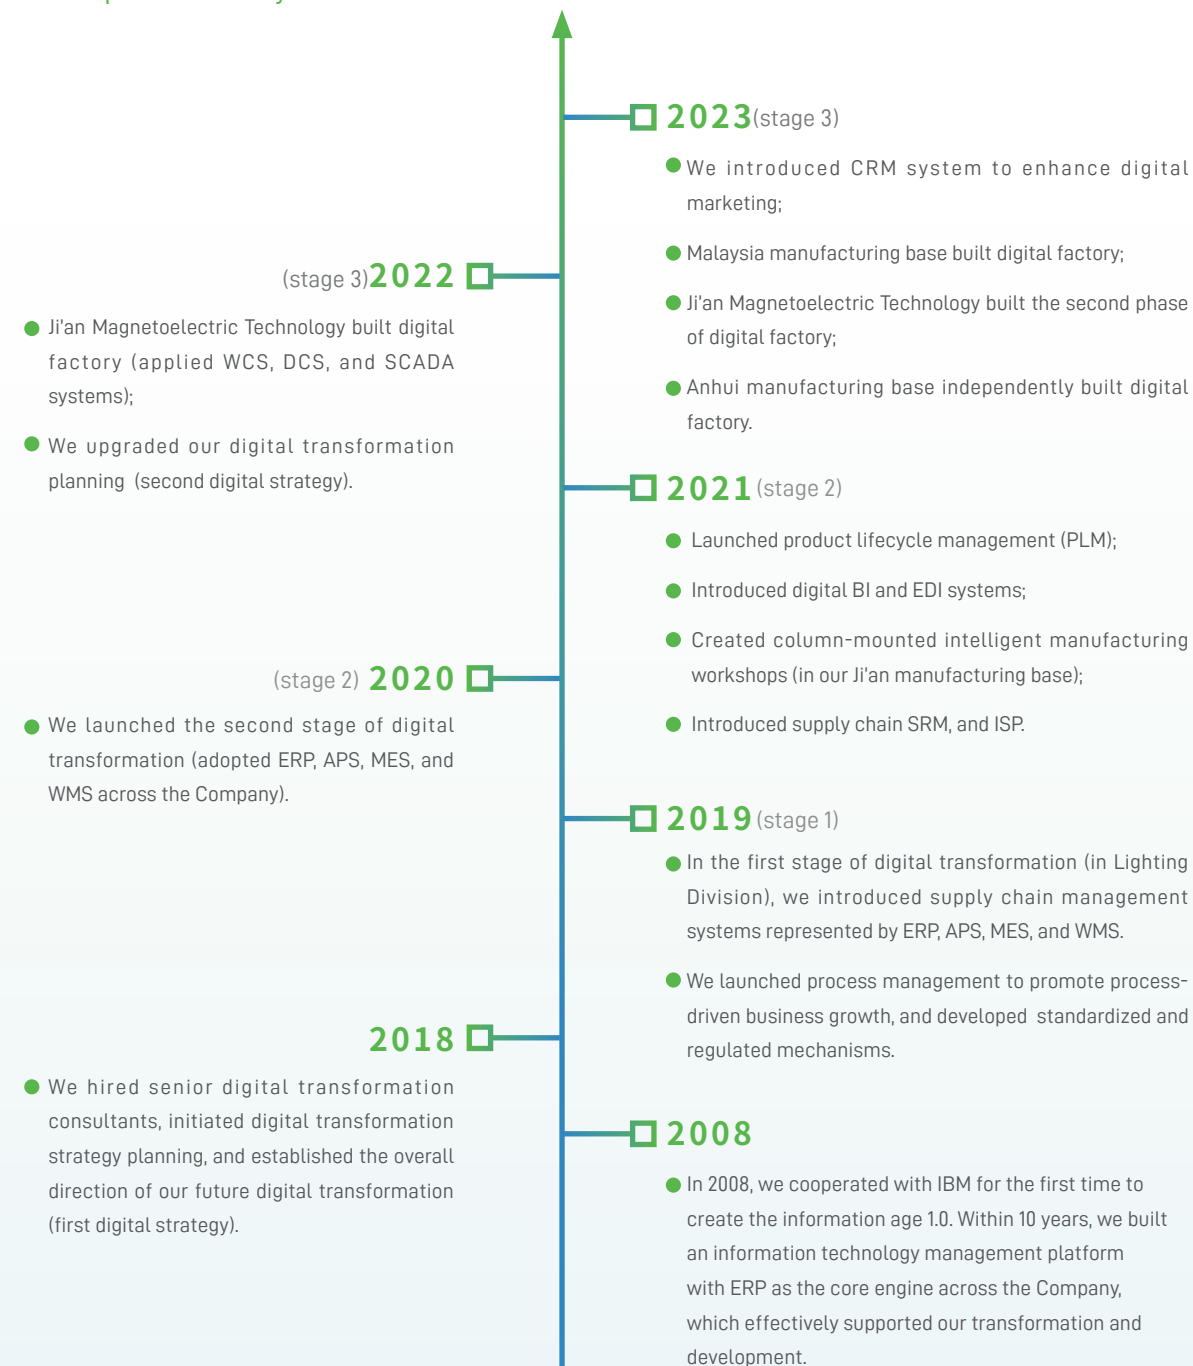 2023(stage 3)
We introduced CRM system to enhance digital
marketing;
Malaysia manufacturing base built digital factory;
Ji'an Magnetoelectric Technology built the second phase
of digital factory;
Anhui manufacturing base independently built digital
factory.
(stage 3)2022
Ji'an Magnetoelectric Technology built digital
factory (applied WCS, DCS, and SCADA
systems);
We upgraded our digital transformation
planning (second digital strategy).
2021 (stage 2)
Launched product lifecycle management (PLM);
Introduced digital BI and EDI systems;
Created column-mounted intelligent manufacturing
workshops (in our Ji'an manufacturing base);
Introduced supply chain SRM, and ISP.
(stage 2) 2020
We launched the second stage of digital
transformation (adopted ERP, APS, MES, and
WMS across the Company).
2019 (stage 1)
In the first stage of digital transformation (in Lighting
Division), we introduced supply chain management
systems represented by ERP, APS, MES, and WMS.
We launched process management to promote process-
driven business growth, and developed standardized and
regulated mechanisms.
2018
We hired senior digital transformation
consultants, initiated digital transformation
strategy planning, and established the overall
direction of our future digital transformation
(first digital strategy).
2008
In 2008, we cooperated with IBM for the first time to
create the information age 1.0. Within 10 years, we built
an information technology management platform
with ERP as the core engine across the Company,
which effectively supported our transformation and
development.